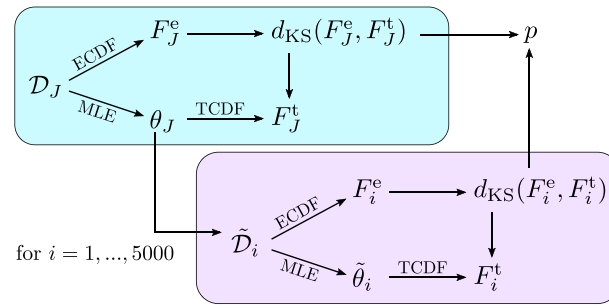 F_J^e d_KS(F_J^e, F_J^t) p
ECDF
𝒟_J
MLE
θ_J TCDF F_J^t
F_i^e d_KS(F_i^e, F_i^t)
ECDF
𝒟̃_i
for i = 1, ..., 5000
MLE
θ̃_i TCDF F_i^t